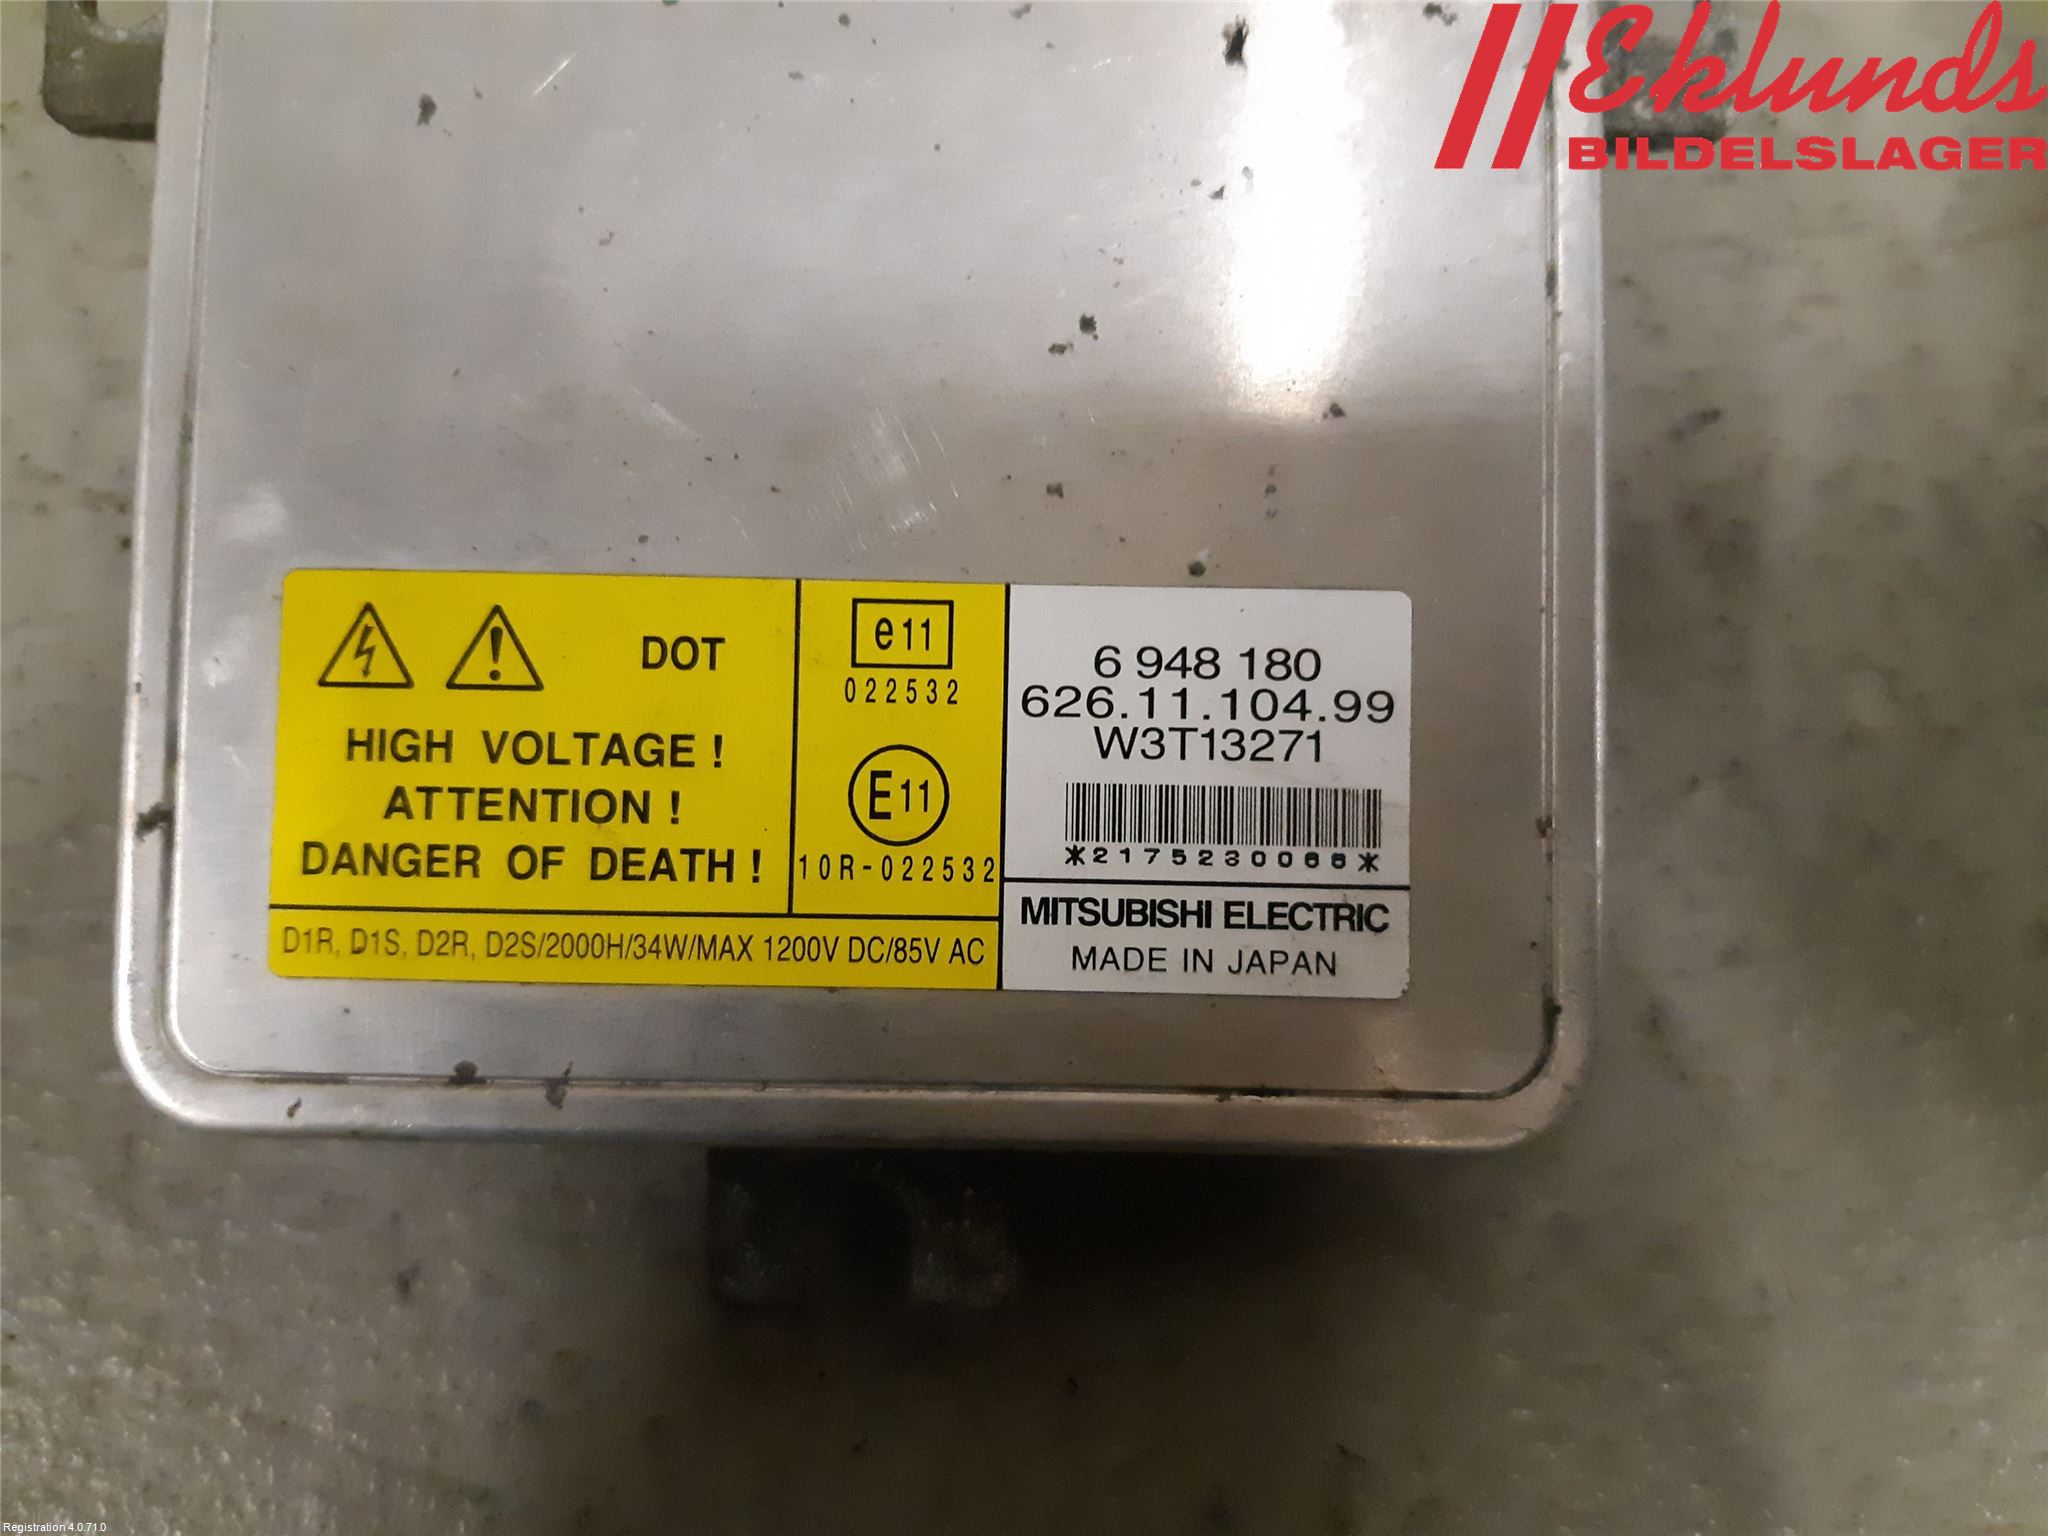 Eklunds
BILDELSLAGER
DOT
HIGH VOLTAGE !
ATTENTION !
DANGER OF DEATH !
e11
022532
E11
10R-022532
D1R, D1S, D2R, D2S/2000H/34W/MAX 1200V DC/85V AC
6 948 180
626.11.104.99
W3T13271
*2175230066*
MITSUBISHI ELECTRIC
MADE IN JAPAN
Registration 4.0.71.0